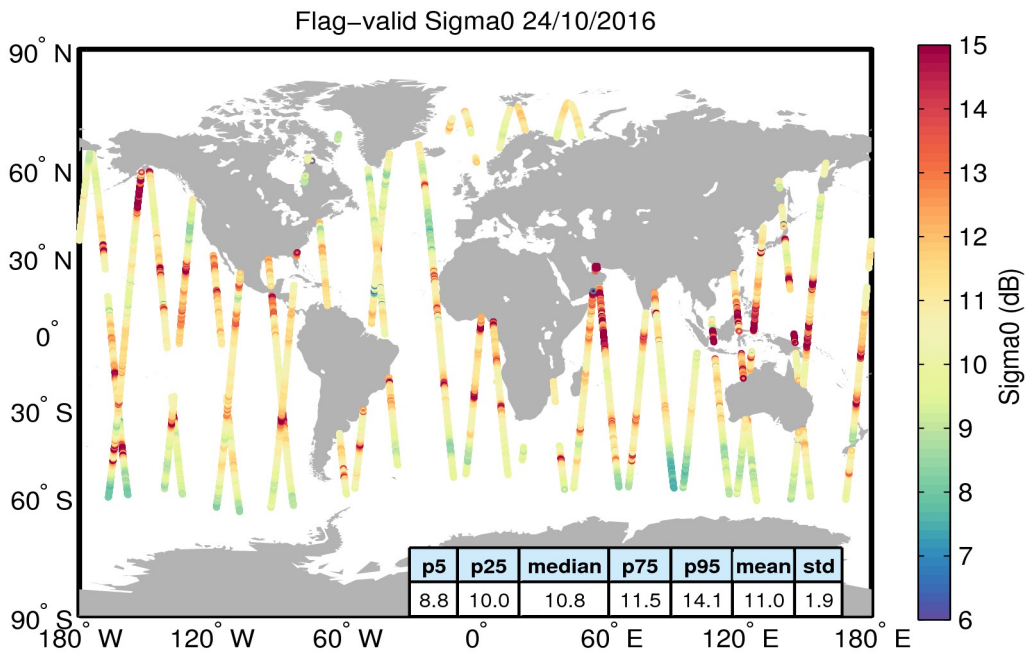 Flag−valid Sigma0 24/10/2016
90° N
60° N
30° N
0°
30° S
60° S
90° S
180° W
120° W
60° W
0°
60° E
120° E
180° E
15
14
13
12
11
10
9
8
7
6
Sigma0 (dB)
p5 p25 median p75 p95 mean std
8.8 10.0 10.8 11.5 14.1 11.0 1.9